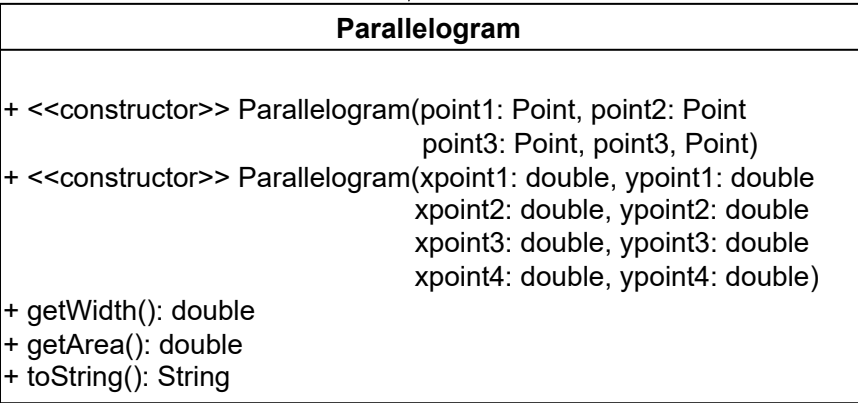 Parallelogram
+ <<constructor>> Parallelogram(point1: Point, point2: Point
point3: Point, point3, Point)
+ <<constructor>> Parallelogram(xpoint1: double, ypoint1: double
xpoint2: double, ypoint2: double
xpoint3: double, ypoint3: double
xpoint4: double, ypoint4: double)
+ getWidth(): double
+ getArea(): double
+ toString(): String